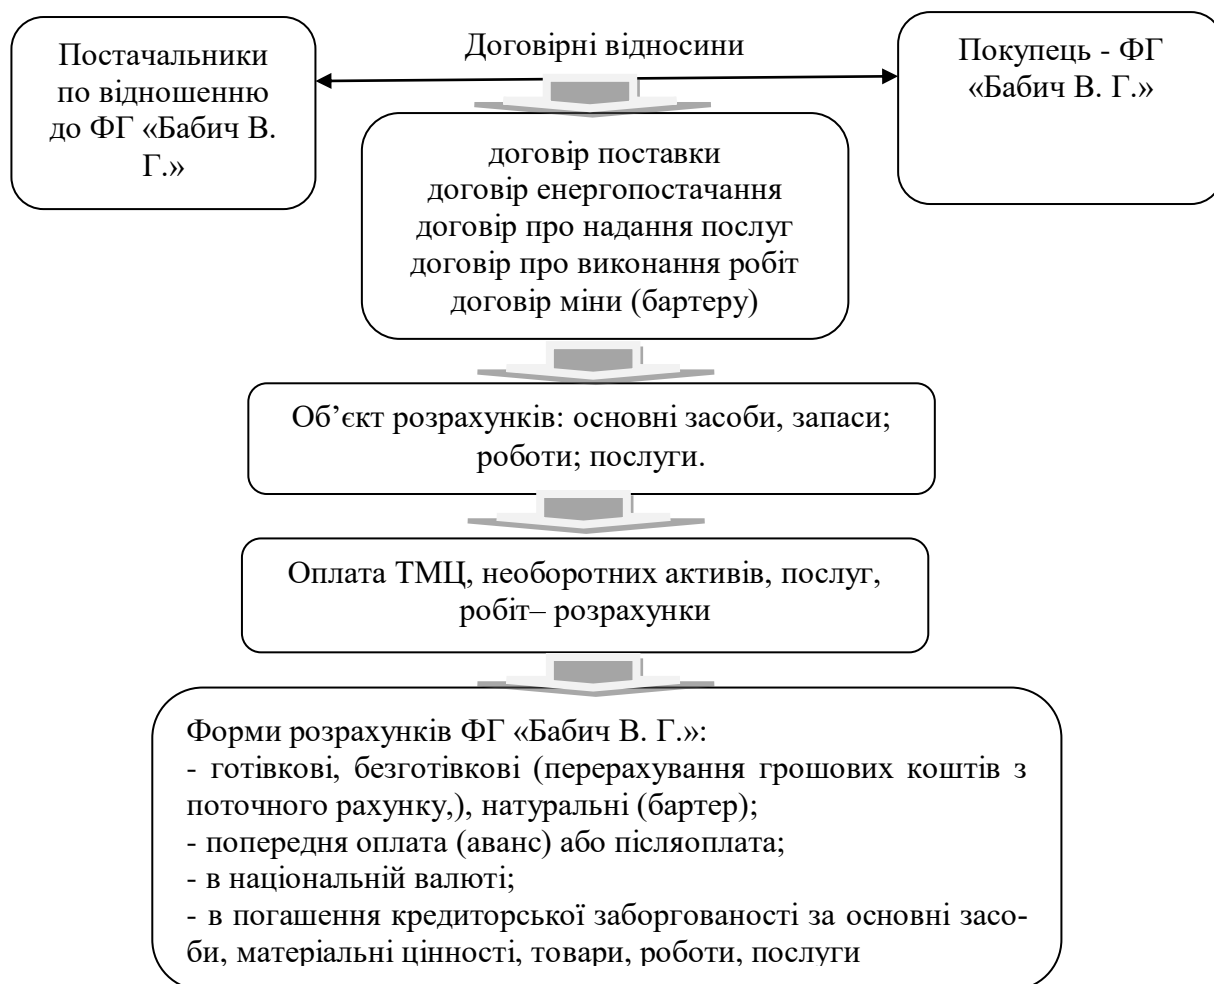 Постачальники
по відношенню
до ФГ «Бабич В.
Г.»
Договірні відносини
Покупець - ФГ
«Бабич В. Г.»
договір поставки
договір енергопостачання
договір про надання послуг
договір про виконання робіт
договір міни (бартеру)
Об’єкт розрахунків: основні засоби, запаси;
роботи; послуги.
Оплата ТМЦ, необоротних активів, послуг,
робіт– розрахунки
Форми розрахунків ФГ «Бабич В. Г.»:
- готівкові, безготівкові (перерахування грошових коштів з
поточного рахунку,), натуральні (бартер);
- попередня оплата (аванс) або післяоплата;
- в національній валюті;
- в погашення кредиторської заборгованості за основні засо-
би, матеріальні цінності, товари, роботи, послуги